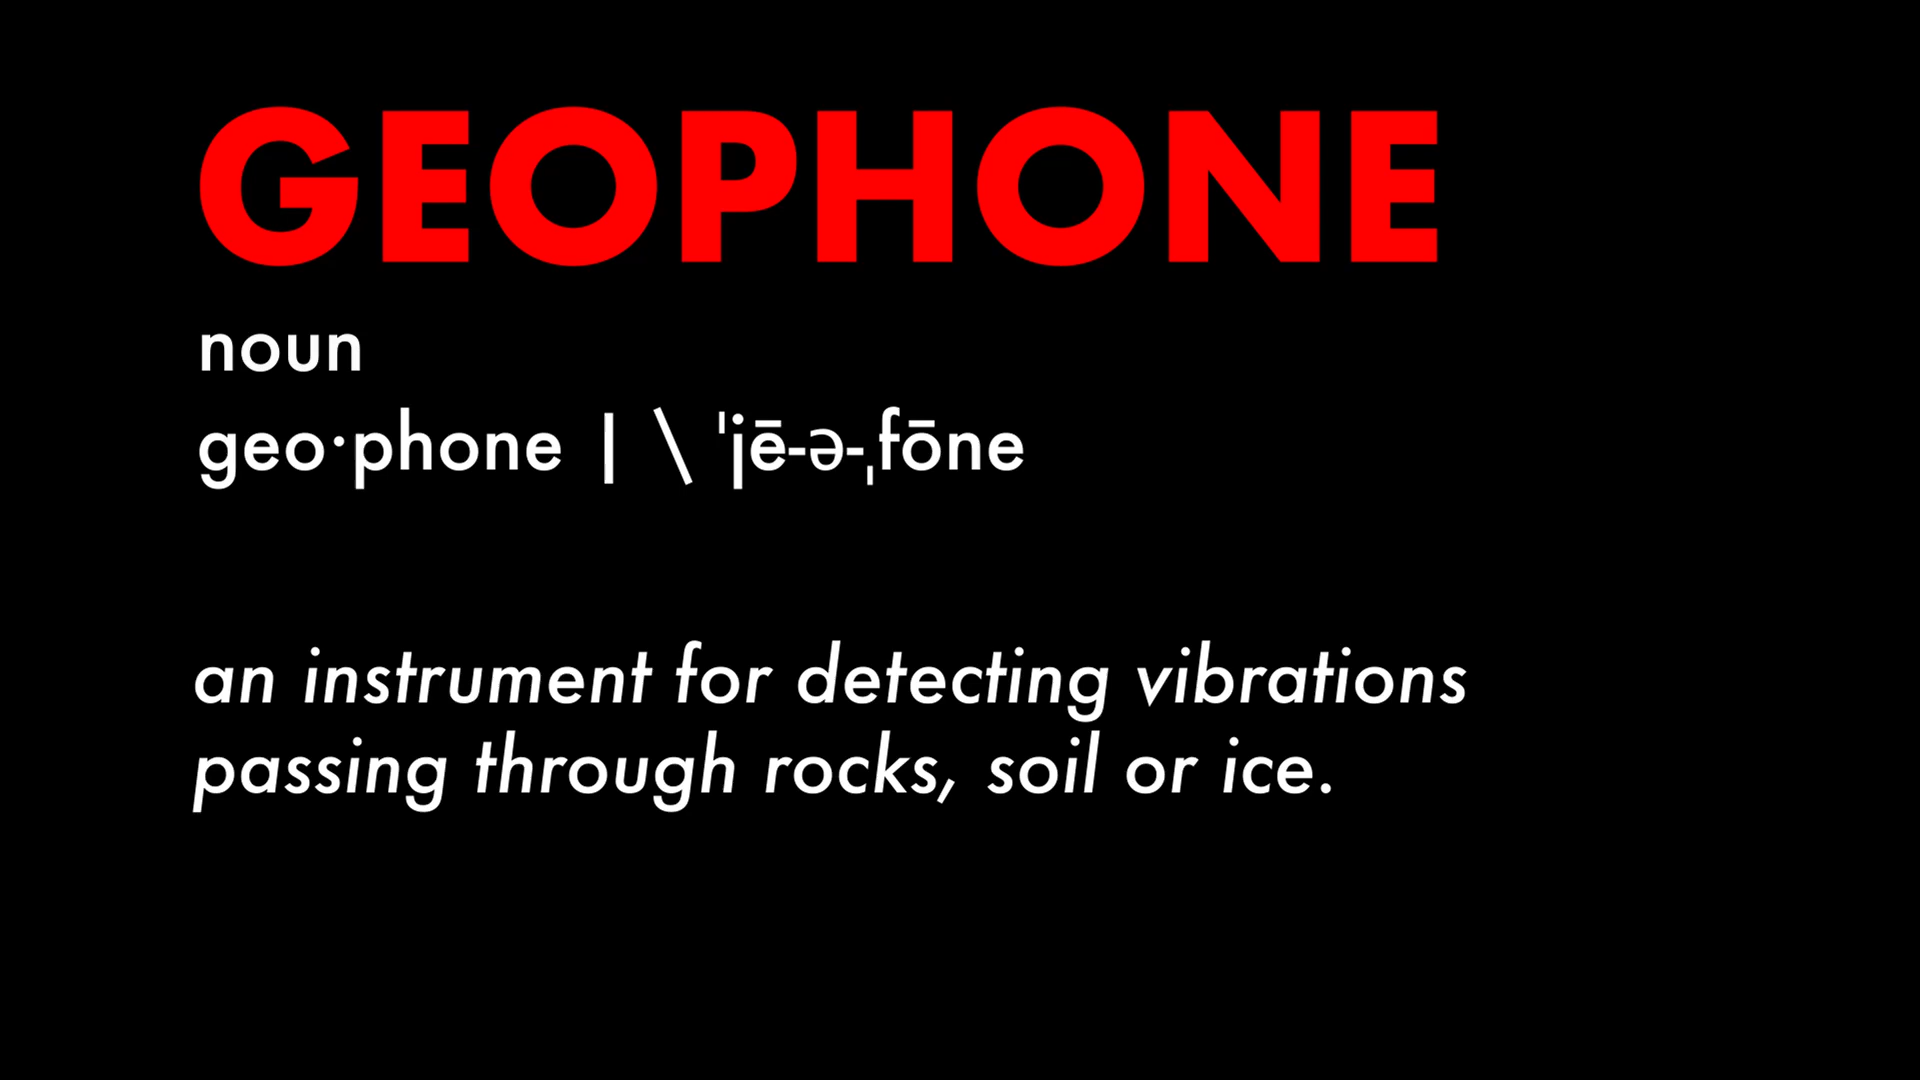 GEOPHONE
noun
geo·phone | \ ˈjē-ə-ˌfōne
an instrument for detecting vibrations
passing through rocks, soil or ice.